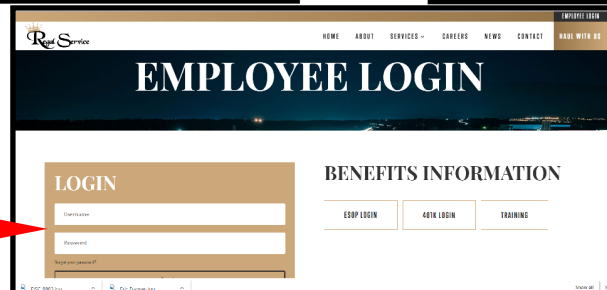 EMPLOYEE LOGIN
Regal Service
HOME ABOUT SERVICES CAREERS NEWS CONTACT HAUL WITH US
EMPLOYEE LOGIN
LOGIN
Username
Password
Forgot your password?
BENEFITS INFORMATION
ESOP LOGIN 401K LOGIN TRAINING
Show all